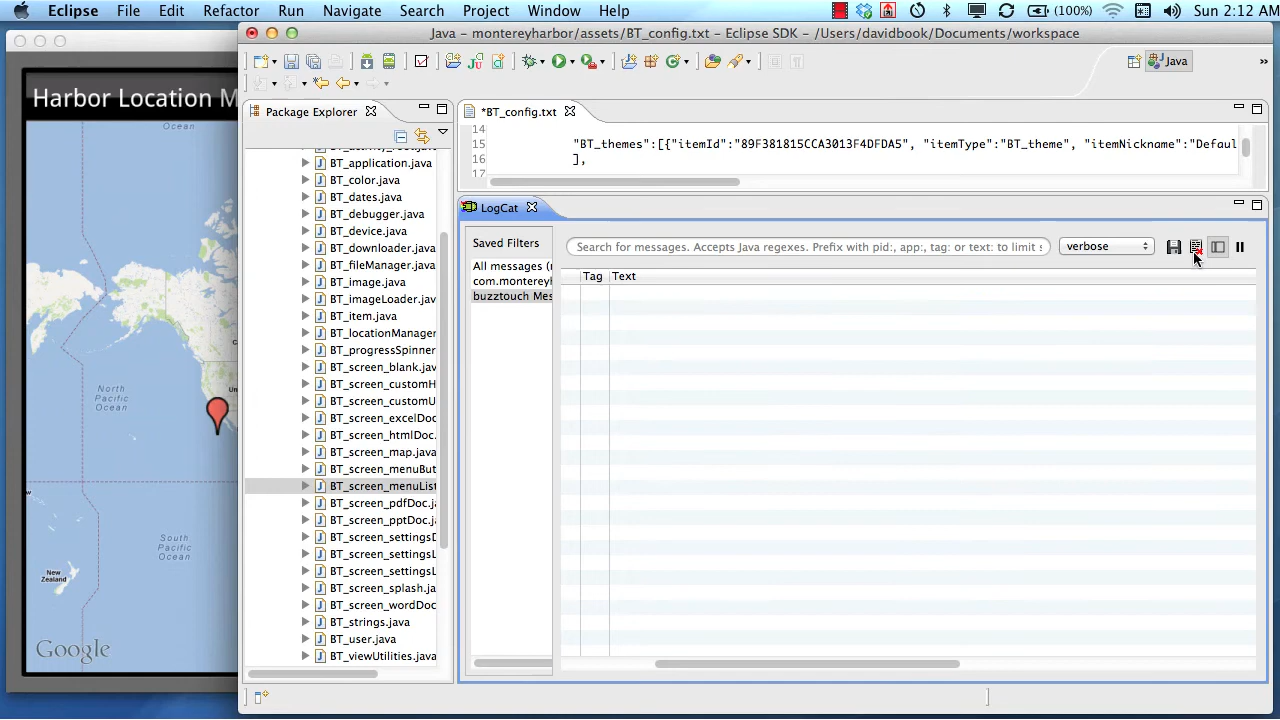 Eclipse File Edit Refactor Run Navigate Search Project Window Help (100%) Sun 2:12 AM
Java – montereyharbor/assets/BT_config.txt – Eclipse SDK – /Users/davidbook/Documents/workspace
Harbor Location M
Java
»
Package Explorer
*BT_config.txt
14
15 "BT_themes":[{"itemId":"89F381815CCA3013F4DFDA5", "itemType":"BT_theme", "itemNickname":"Defaul
16 ],
17
BT_application.java
BT_color.java
BT_dates.java
BT_debugger.java
BT_device.java
BT_downloader.java
BT_fileManager.java
BT_image.java
BT_imageLoader.jav
BT_item.java
BT_locationManager
BT_progressSpinner
BT_screen_blank.jav
BT_screen_customH
BT_screen_customU
BT_screen_excelDoc
BT_screen_htmlDoc.
BT_screen_map.java
BT_screen_menuBut
BT_screen_menuList
BT_screen_pdfDoc.j
BT_screen_pptDoc.j
BT_screen_settingsD
BT_screen_settingsL
BT_screen_settingsL
BT_screen_splash.ja
BT_screen_wordDoc
BT_strings.java
BT_user.java
BT_viewUtilities.java
LogCat
Saved Filters
All messages (n
com.montereyh
buzztouch Mes
Search for messages. Accepts Java regexes. Prefix with pid:, app:, tag: or text: to limit s
verbose
Tag Text
Ocean
North
Pacific
Ocean
South
Pacific
Ocean
New
Zealand
Google